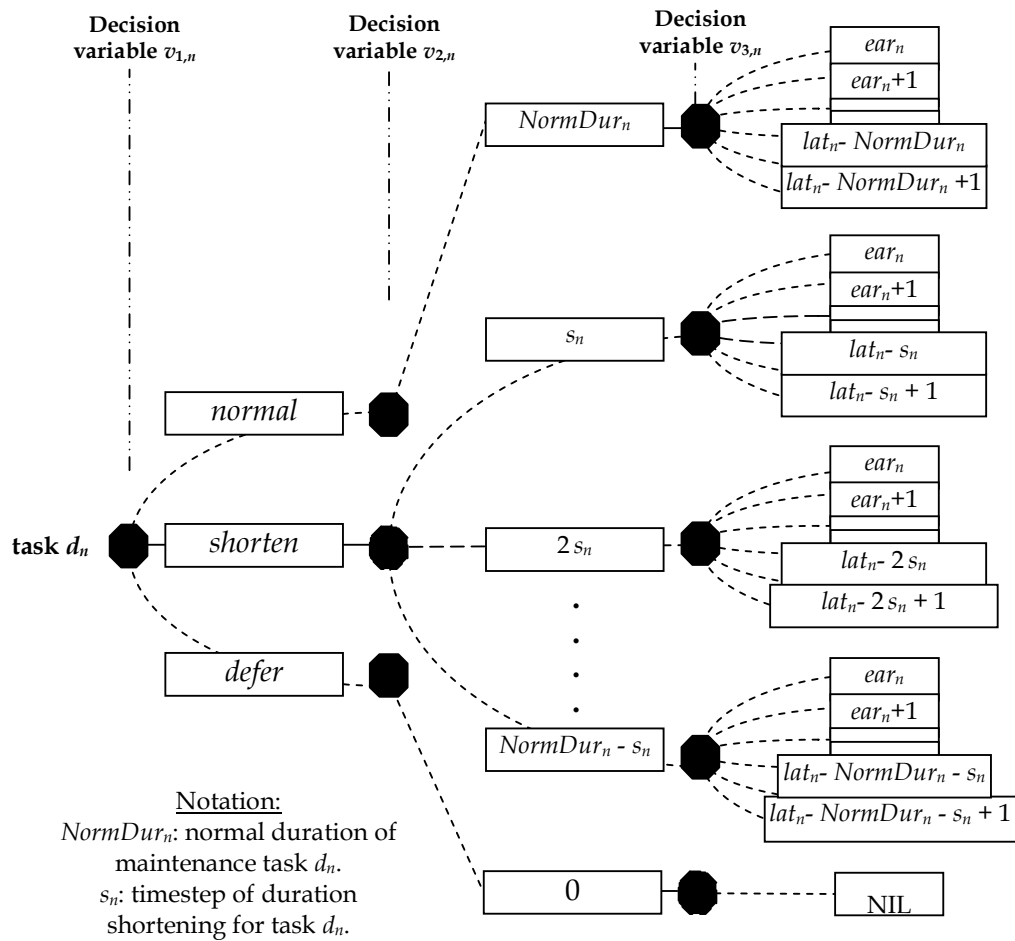 Decision
variable v1,n
Decision
variable v2,n
Decision
variable v3,n
NormDurn
earn
earn+1
latn- NormDurn
latn- NormDurn +1
sn
earn
earn+1
latn- sn
latn- sn + 1
normal
task dn
shorten
2 sn
earn
earn+1
latn- 2 sn
latn- 2 sn + 1
defer
NormDurn - sn
earn
earn+1
latn- NormDurn - sn
latn- NormDurn - sn + 1
0
NIL
Notation:
NormDurn: normal duration of
maintenance task dn.
sn: timestep of duration
shortening for task dn.